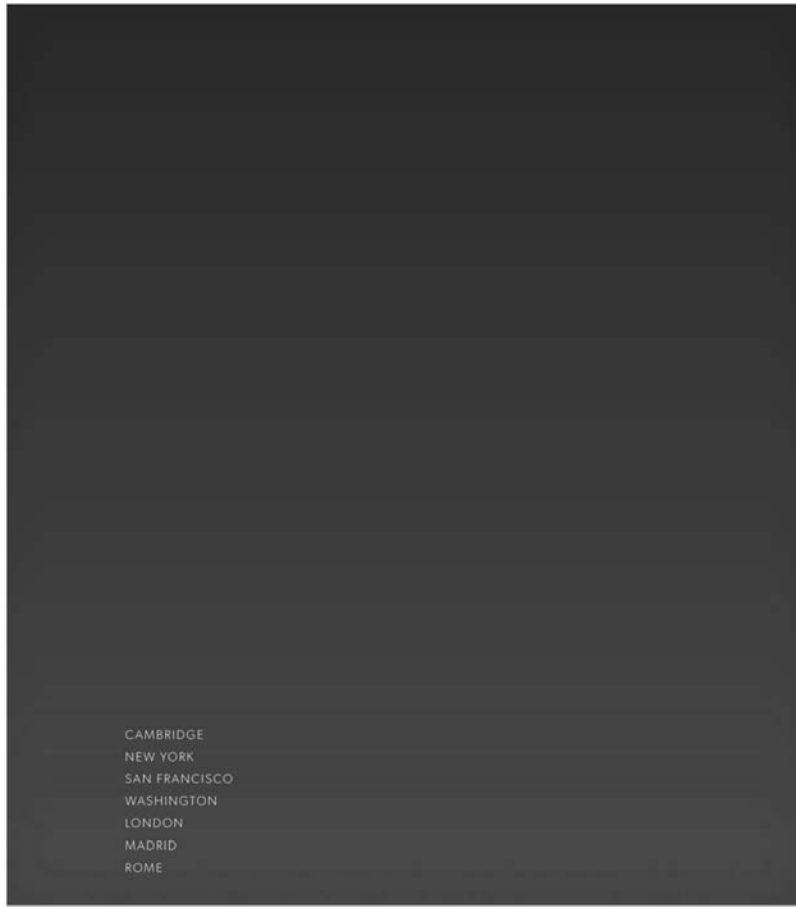 CAMBRIDGE
NEW YORK
SAN FRANCISCO
WASHINGTON
LONDON
MADRID
ROME